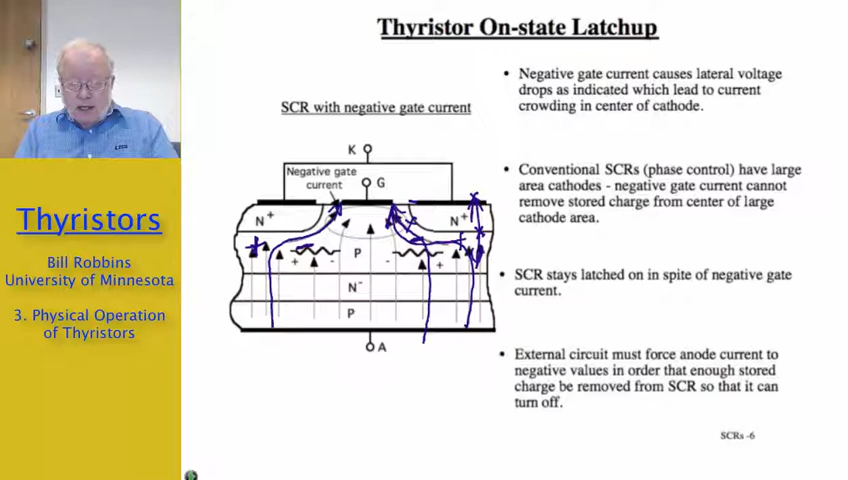 Thyristor On-state Latchup
SCR with negative gate current
K
Negative gate
current
G
N+
N+
P
+
-
-
+
N-
P
A
• Negative gate current causes lateral voltage
drops as indicated which lead to current
crowding in center of cathode.
• Conventional SCRs (phase control) have large
area cathodes - negative gate current cannot
remove stored charge from center of large
cathode area.
• SCR stays latched on in spite of negative gate
current.
• External circuit must force anode current to
negative values in order that enough stored
charge be removed from SCR so that it can
turn off.
SCRs -6
Thyristors
Bill Robbins
University of Minnesota
3. Physical Operation
of Thyristors